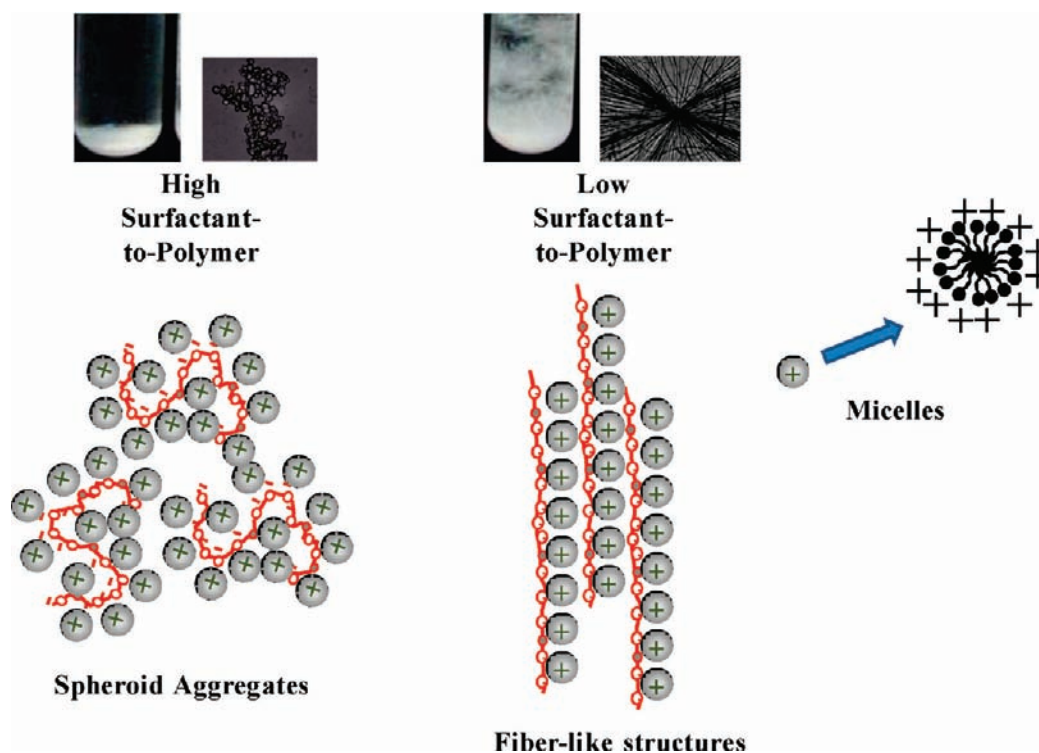 High
Surfactant-
to-Polymer
Low
Surfactant-
to-Polymer
Micelles
Spheroid Aggregates
Fiber-like structures